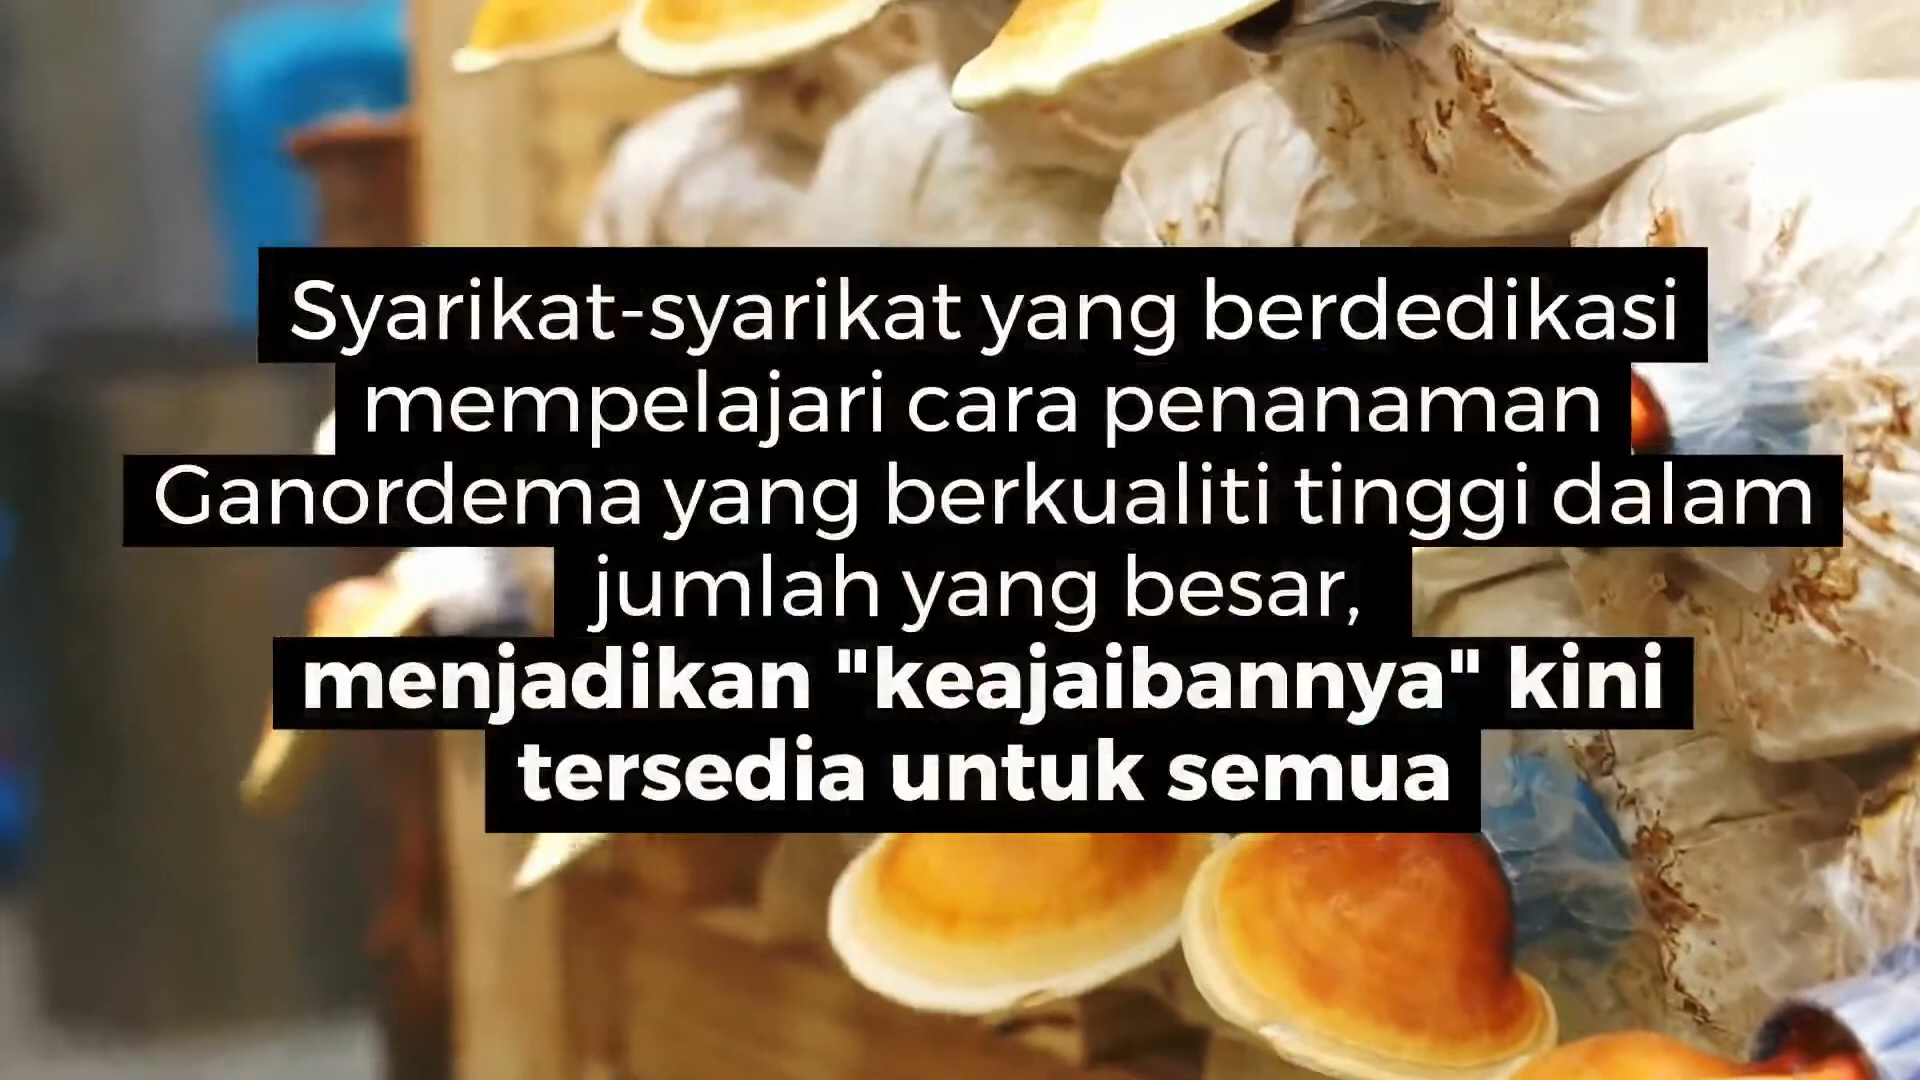 Syarikat-syarikat yang berdedikasi
mempelajari cara penanaman
Ganordema yang berkualiti tinggi dalam
jumlah yang besar,
menjadikan "keajaibannya" kini
tersedia untuk semua